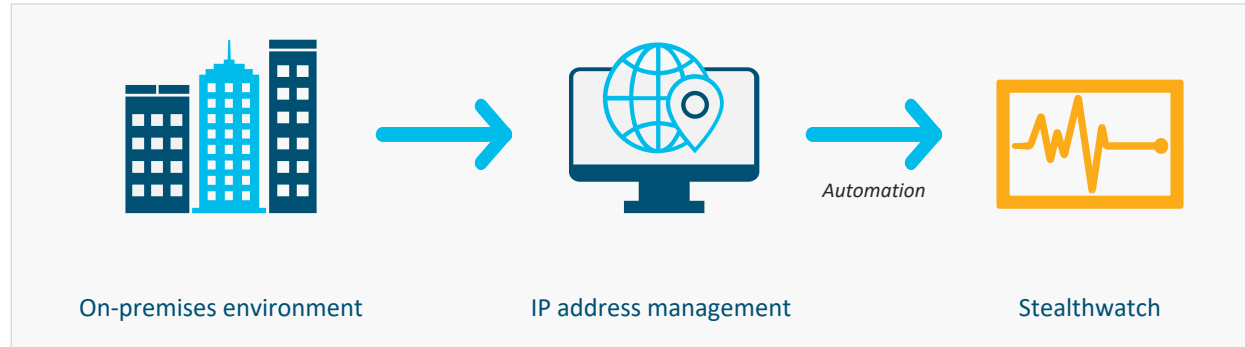 Automation
On-premises environment
IP address management
Stealthwatch